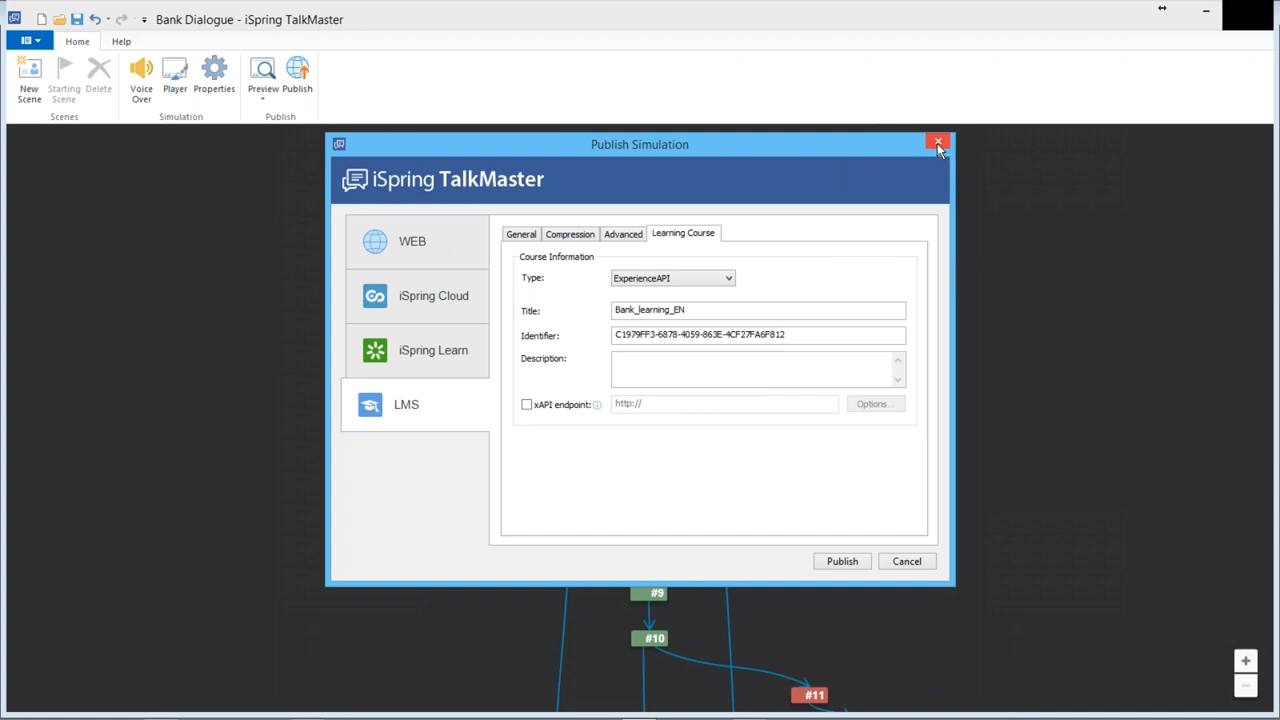 Bank Dialogue - iSpring TalkMaster
Home
Help
New Scene
Starting Scene
Delete
Voice Over
Player
Properties
Preview
Publish
Scenes
Simulation
Publish
Publish Simulation
iSpring TalkMaster
WEB
iSpring Cloud
iSpring Learn
LMS
General
Compression
Advanced
Learning Course
Course Information
Type:
ExperienceAPI
Title:
Bank_learning_EN
Identifier:
C1979FF3-6878-4059-863E-4CF27FA6F812
Description:
xAPI endpoint:
http://
Options...
Publish
Cancel
#9
#10
#11